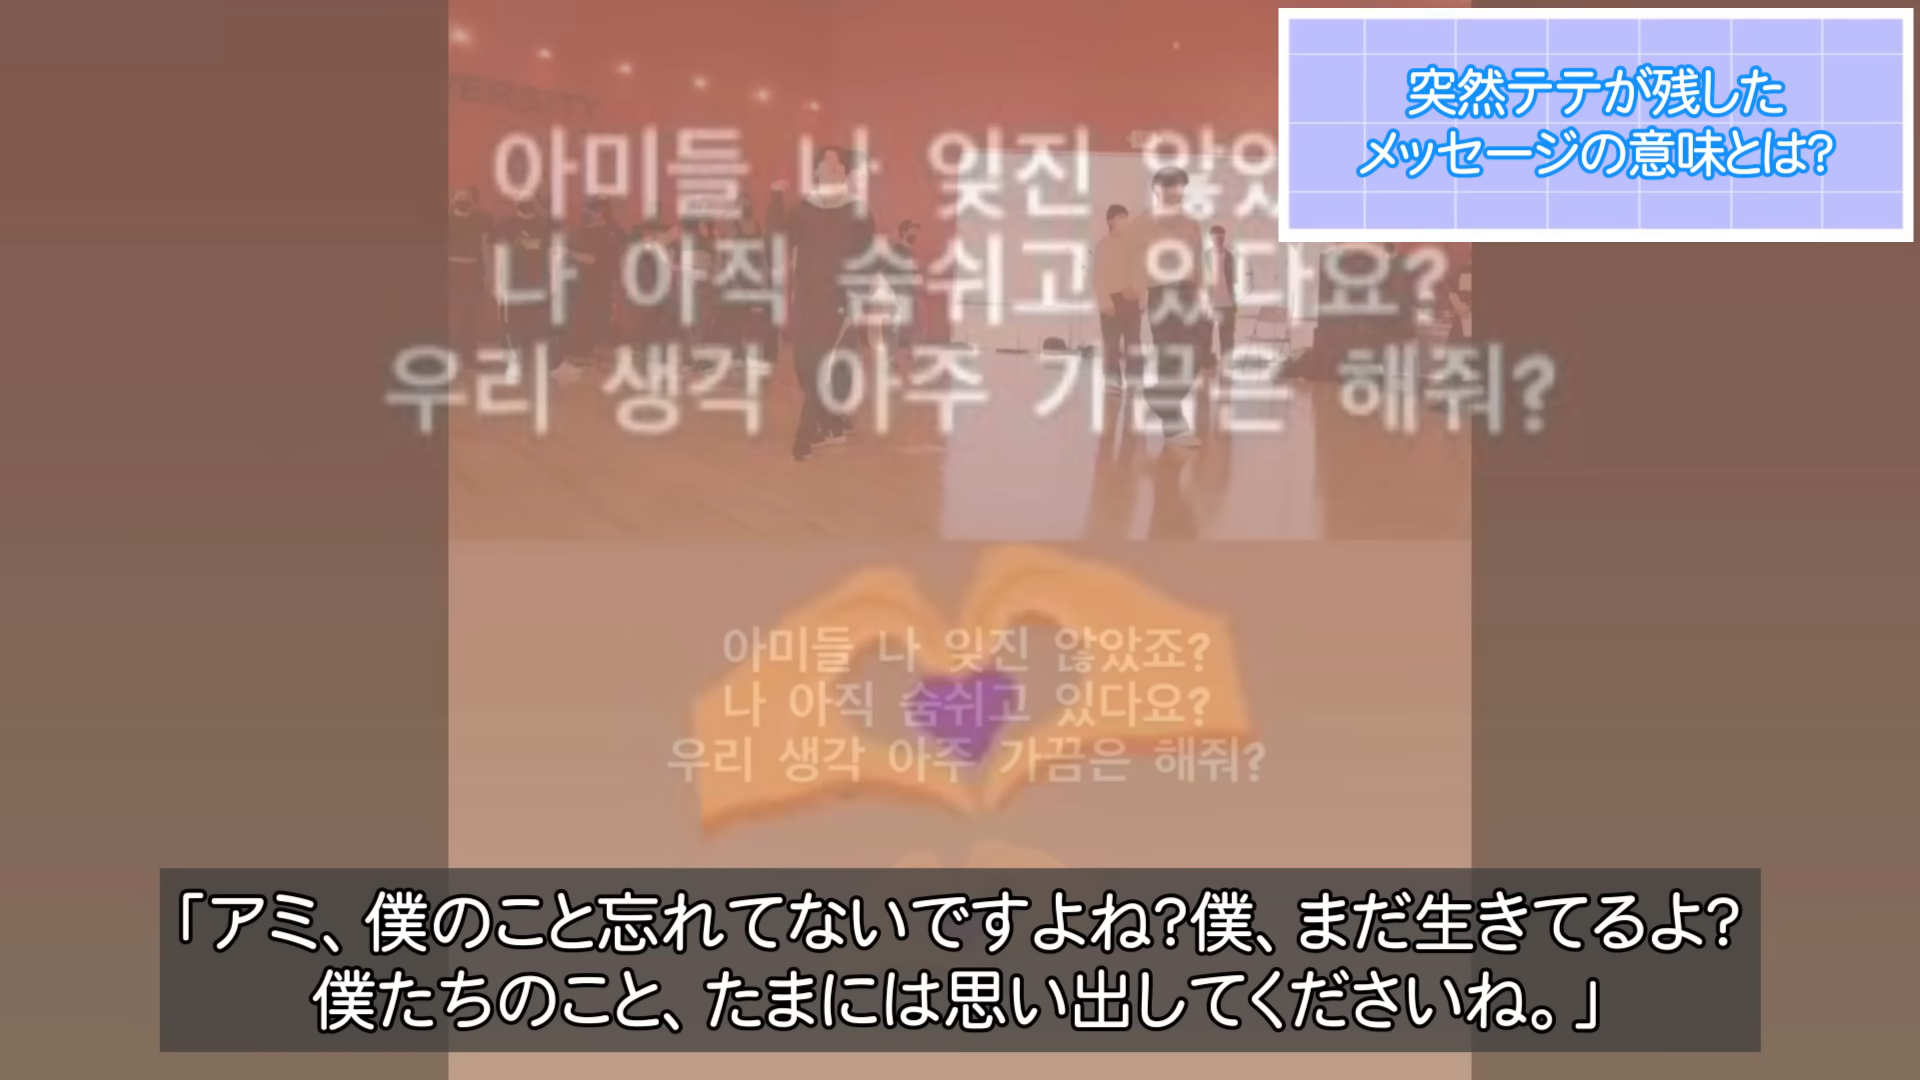 突然テテが残した
メッセージの意味とは?
아미들 나 잊진 않았
나 아직 숨쉬고 있다요?
우리 생각 아주 가끔은 해줘?
아미들 나 잊진 않았죠?
나 아직 숨쉬고 있다요?
우리 생각 아주 가끔은 해줘?
「アミ、僕のこと忘れてないですよね?僕、まだ生きてるよ?
僕たちのこと、たまには思い出してくださいね。」